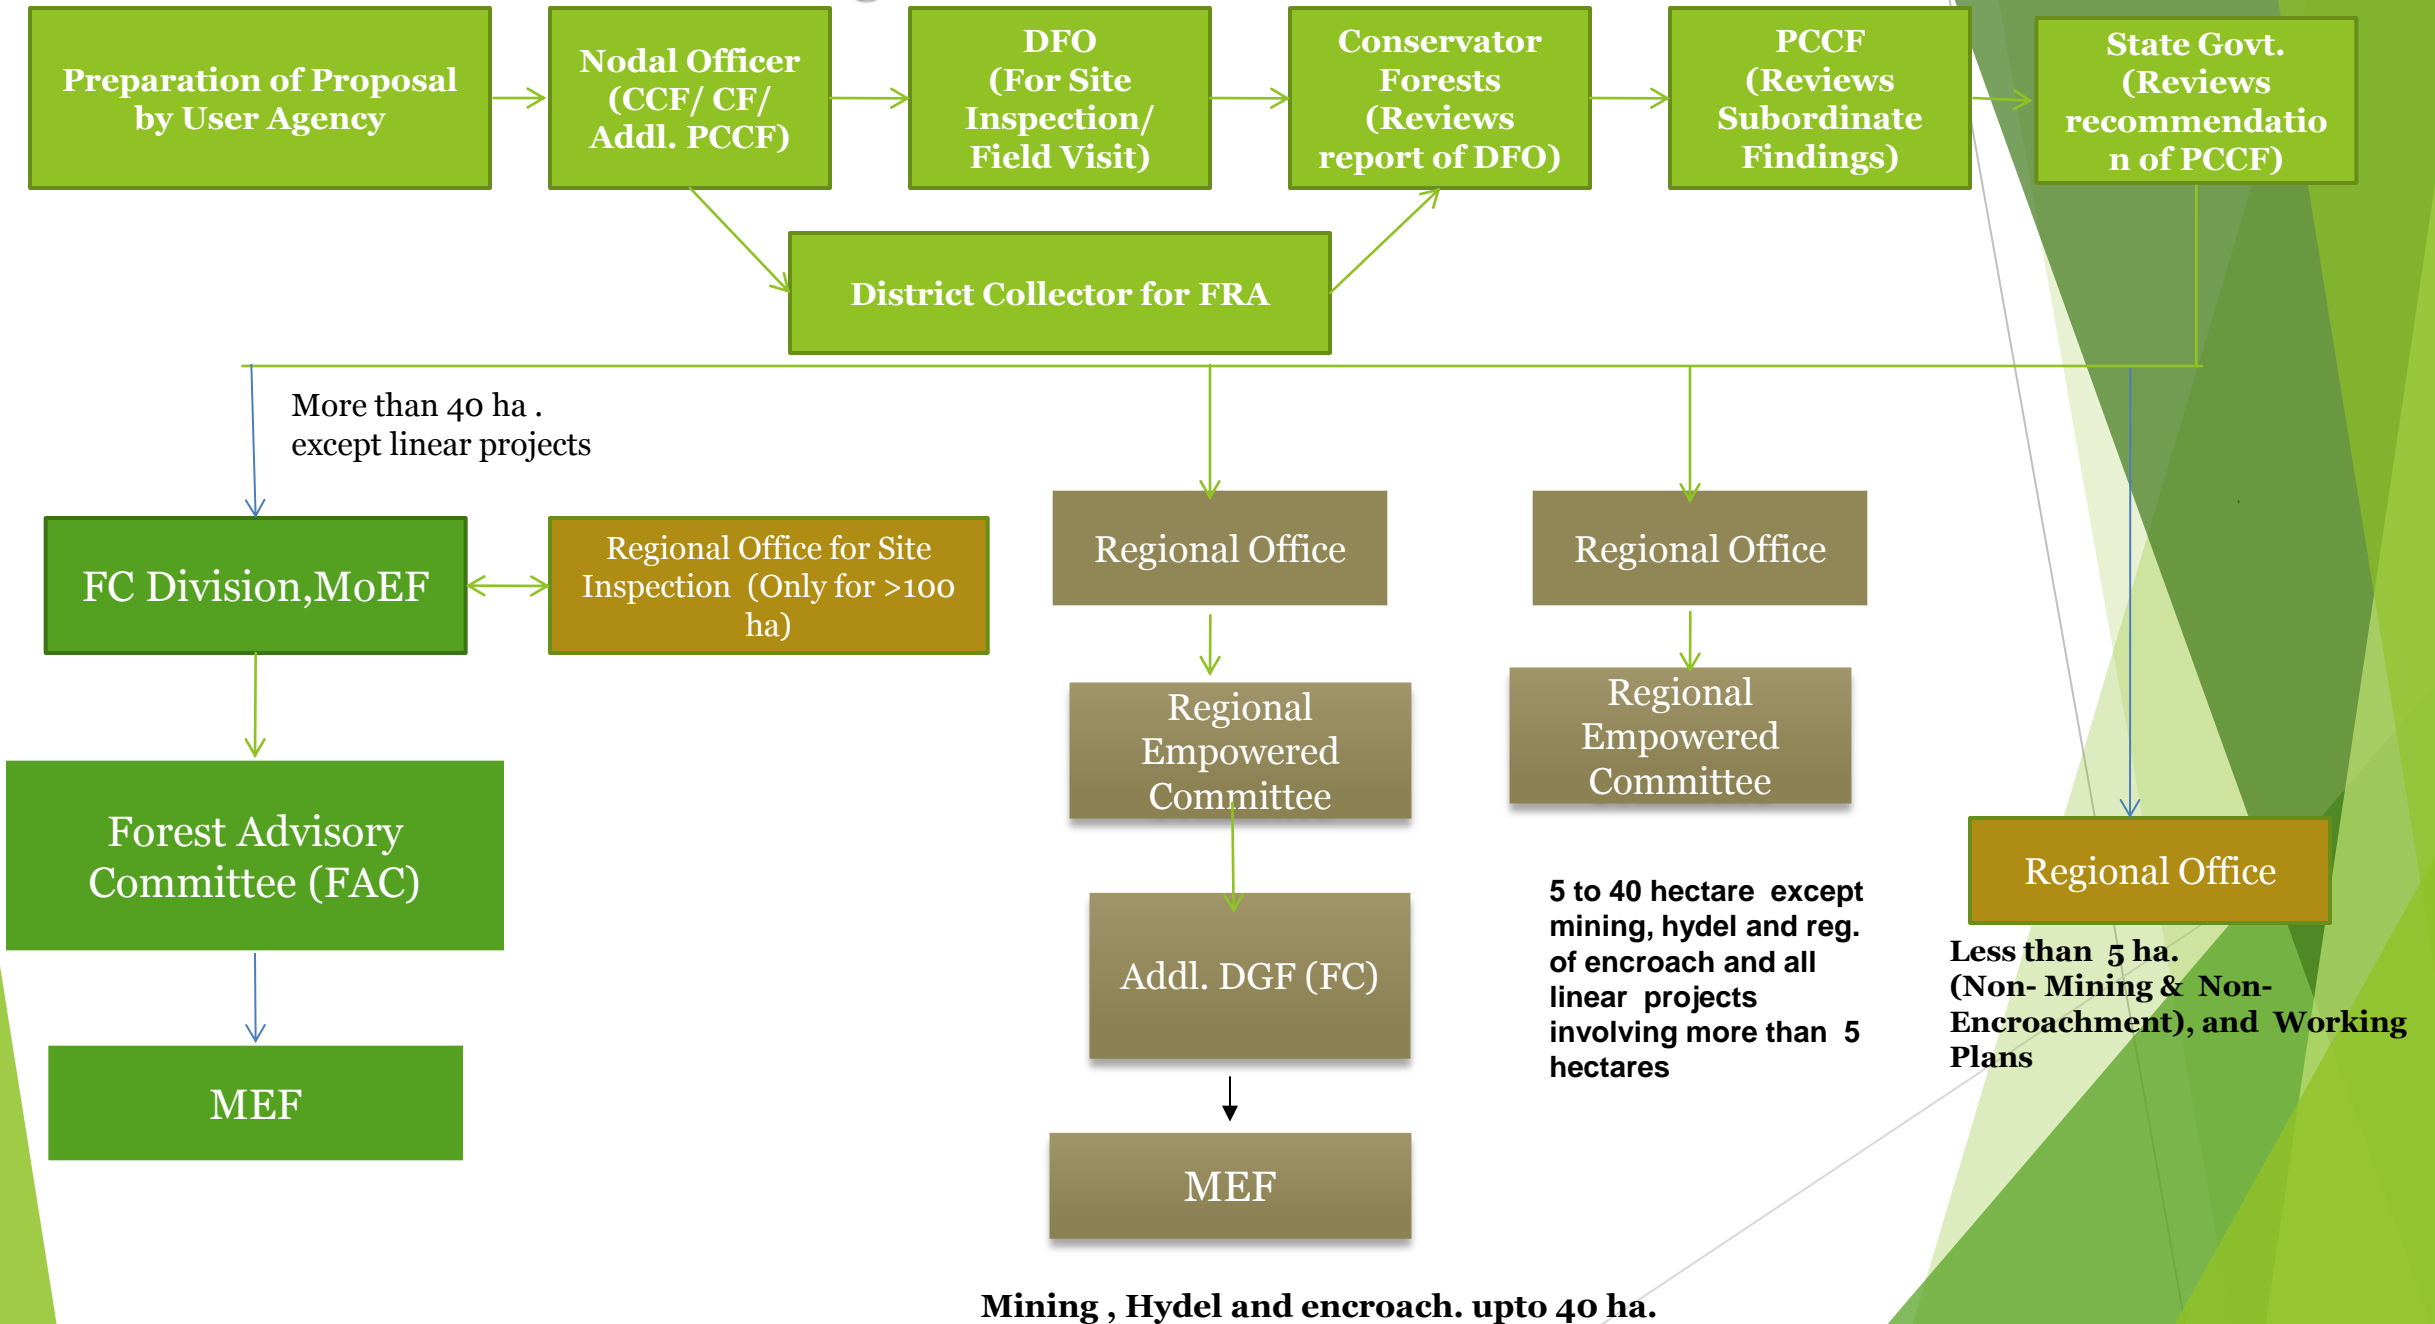 Preparation of Proposal
by User Agency
Nodal Officer
(CCF/ CF/
Addl. PCCF)
DFO
(For Site
Inspection/
Field Visit)
Conservator
Forests
(Reviews
report of DFO)
PCCF
(Reviews
Subordinate
Findings)
State Govt.
(Reviews
recommendatio
n of PCCF)
District Collector for FRA
More than 40 ha .
except linear projects
FC Division,MoEF
Regional Office for Site
Inspection (Only for >100
ha)
Regional Office
Regional Office
Regional
Empowered
Committee
Regional
Empowered
Committee
Forest Advisory
Committee (FAC)
Regional Office
Addl. DGF (FC)
5 to 40 hectare except
mining, hydel and reg.
of encroach and all
linear projects
involving more than 5
hectares
Less than 5 ha.
(Non- Mining & Non-
Encroachment), and Working
Plans
MEF
MEF
Mining , Hydel and encroach. upto 40 ha.